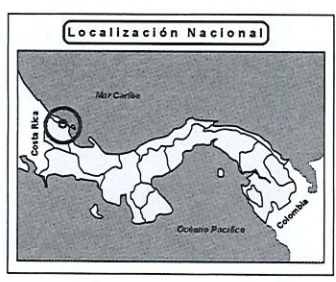 Localización Nacional
Mar Caribe
Costa Rica
Océano Pacífico
Colombia